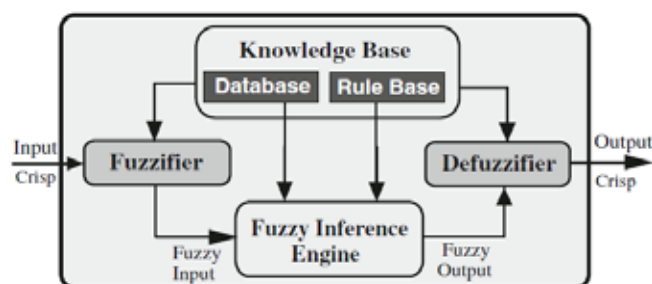 Knowledge Base
Database
Rule Base
Input
Crisp
Fuzzifier
Defuzzifier
Output
Crisp
Fuzzy Inference
Engine
Fuzzy
Input
Fuzzy
Output